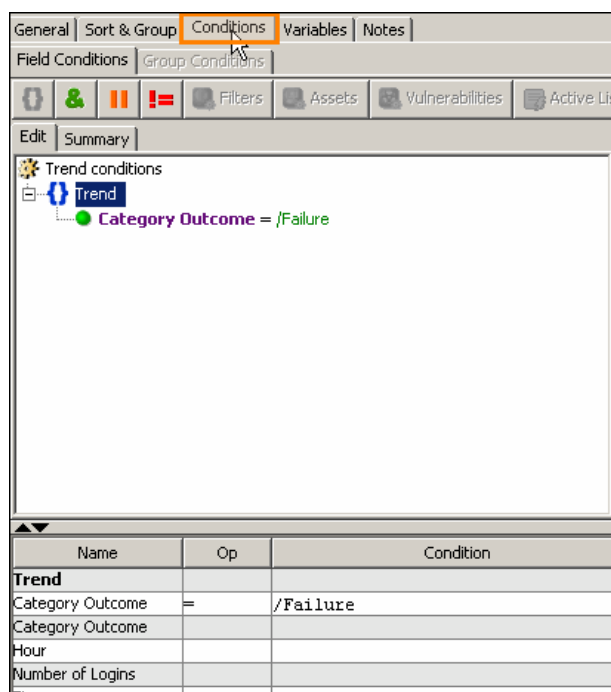 General Sort & Group Conditions Variables Notes
Field Conditions Group Conditions
{} & || != Filters Assets Vulnerabilities Active Li
Edit Summary
Trend conditions
{} Trend
Category Outcome = /Failure
Name Op Condition
Trend
Category Outcome = /Failure
Category Outcome
Hour
Number of Logins